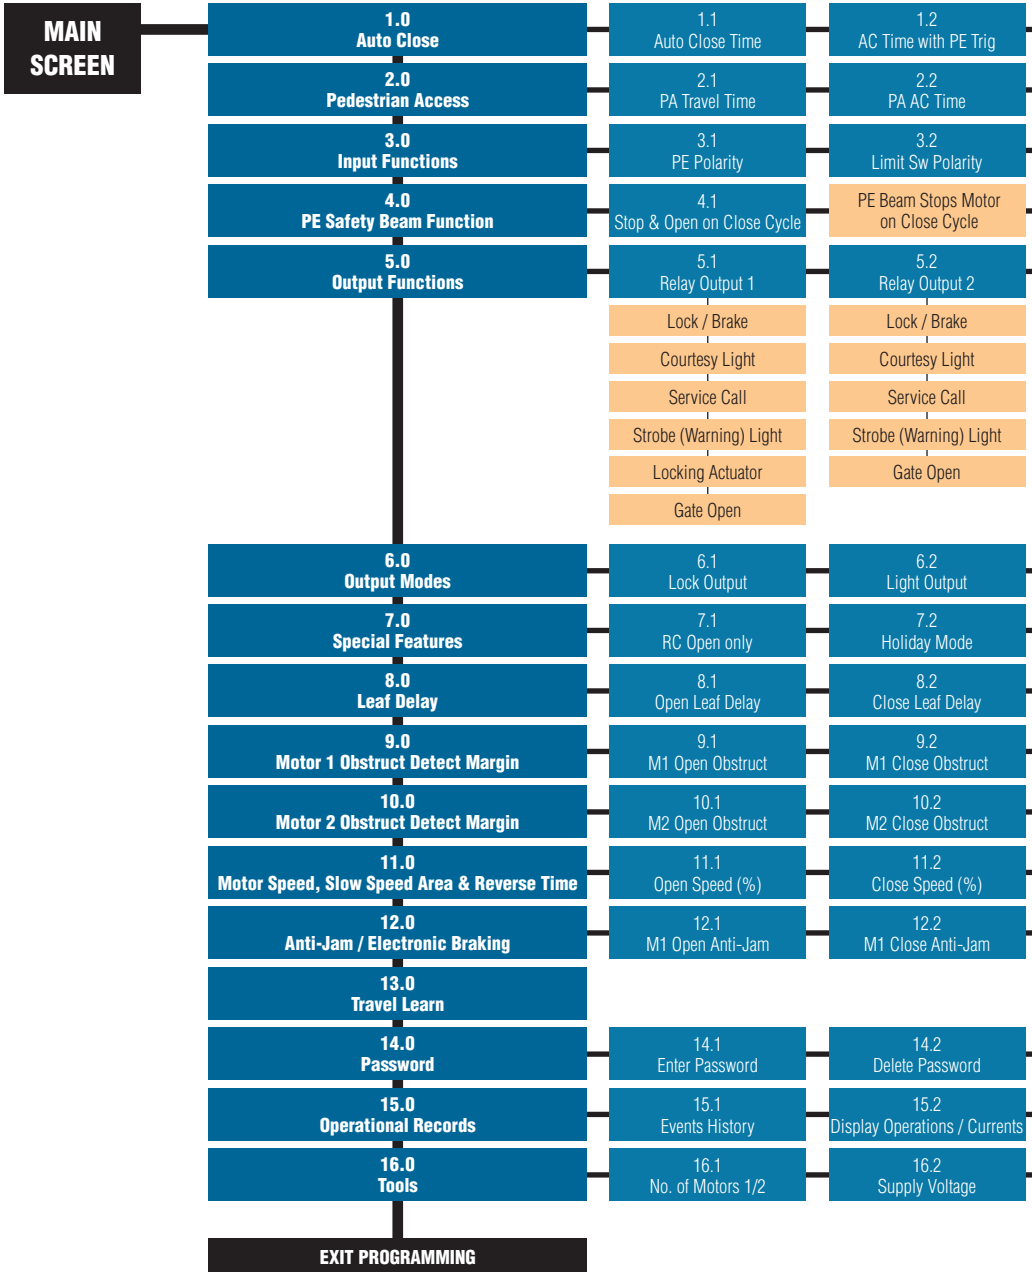 MAIN
SCREEN
1.0
Auto Close
1.1
Auto Close Time
1.2
AC Time with PE Trig
2.0
Pedestrian Access
2.1
PA Travel Time
2.2
PA AC Time
3.0
Input Functions
3.1
PE Polarity
3.2
Limit Sw Polarity
4.0
PE Safety Beam Function
4.1
Stop & Open on Close Cycle
PE Beam Stops Motor
on Close Cycle
5.0
Output Functions
5.1
Relay Output 1
5.2
Relay Output 2
Lock / Brake
Lock / Brake
Courtesy Light
Courtesy Light
Service Call
Service Call
Strobe (Warning) Light
Strobe (Warning) Light
Locking Actuator
Gate Open
Gate Open
6.0
Output Modes
6.1
Lock Output
6.2
Light Output
7.0
Special Features
7.1
RC Open only
7.2
Holiday Mode
8.0
Leaf Delay
8.1
Open Leaf Delay
8.2
Close Leaf Delay
9.0
Motor 1 Obstruct Detect Margin
9.1
M1 Open Obstruct
9.2
M1 Close Obstruct
10.0
Motor 2 Obstruct Detect Margin
10.1
M2 Open Obstruct
10.2
M2 Close Obstruct
11.0
Motor Speed, Slow Speed Area & Reverse Time
11.1
Open Speed (%)
11.2
Close Speed (%)
12.0
Anti-Jam / Electronic Braking
12.1
M1 Open Anti-Jam
12.2
M1 Close Anti-Jam
13.0
Travel Learn
14.0
Password
14.1
Enter Password
14.2
Delete Password
15.0
Operational Records
15.1
Events History
15.2
Display Operations / Currents
16.0
Tools
16.1
No. of Motors 1/2
16.2
Supply Voltage
EXIT PROGRAMMING